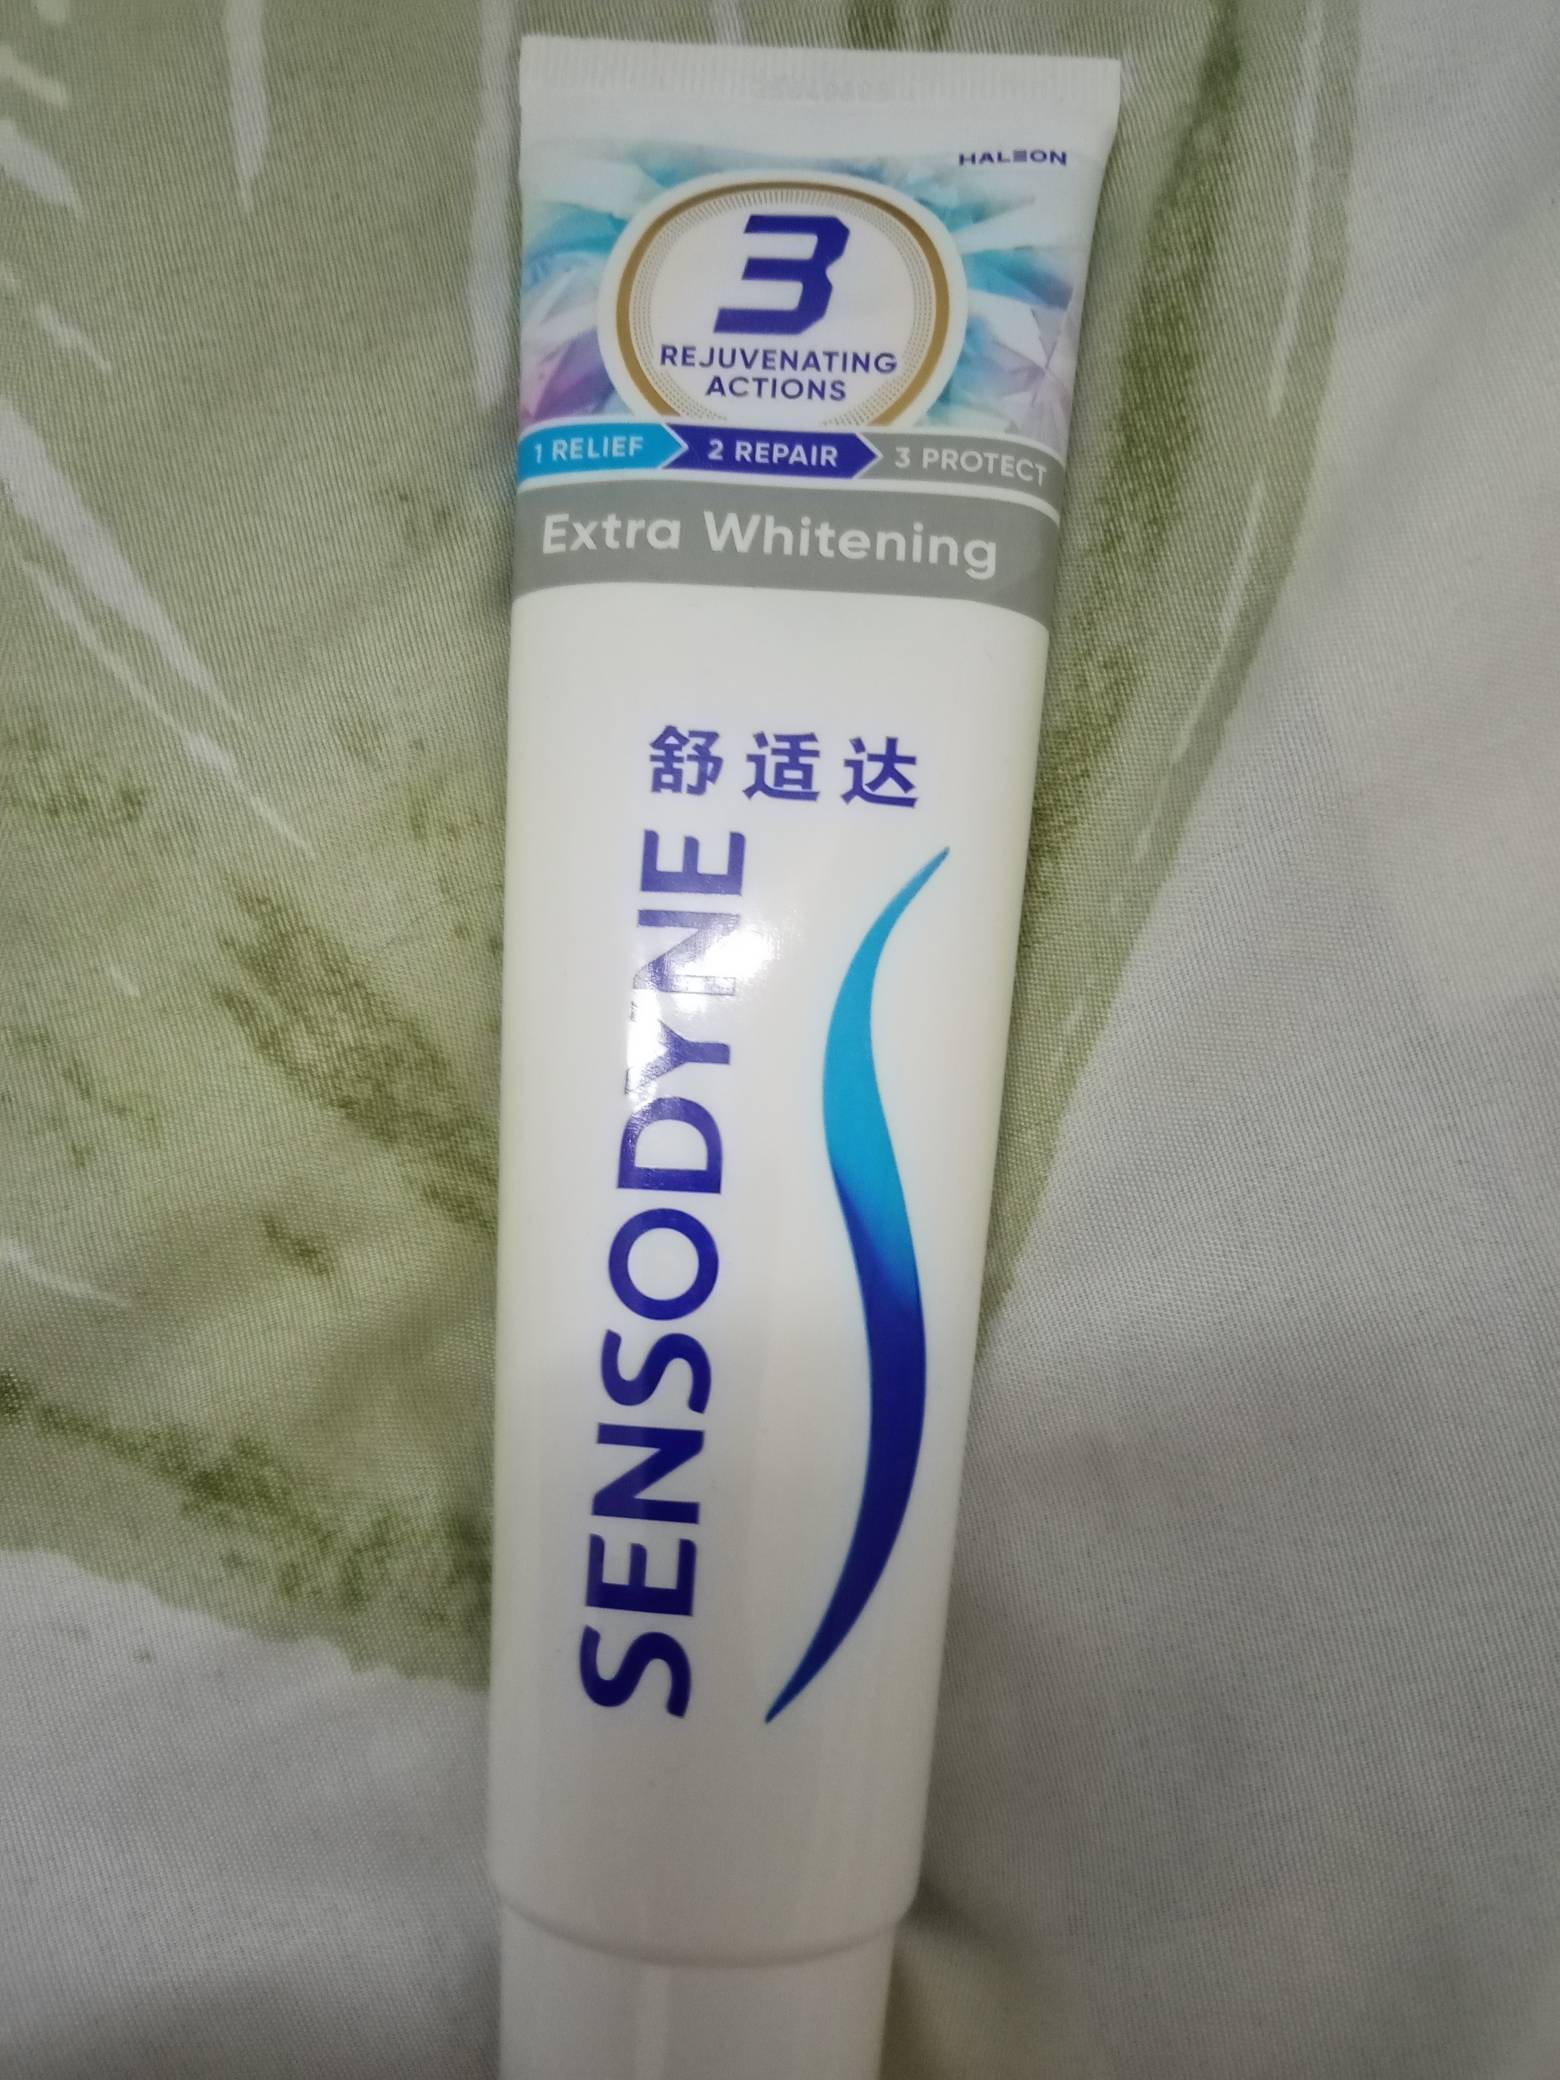 HALEON
3
REJUVENATING
ACTIONS
1 RELIEF 2 REPAIR 3 PROTECT
Extra Whitening
舒适达
SENSODYNE